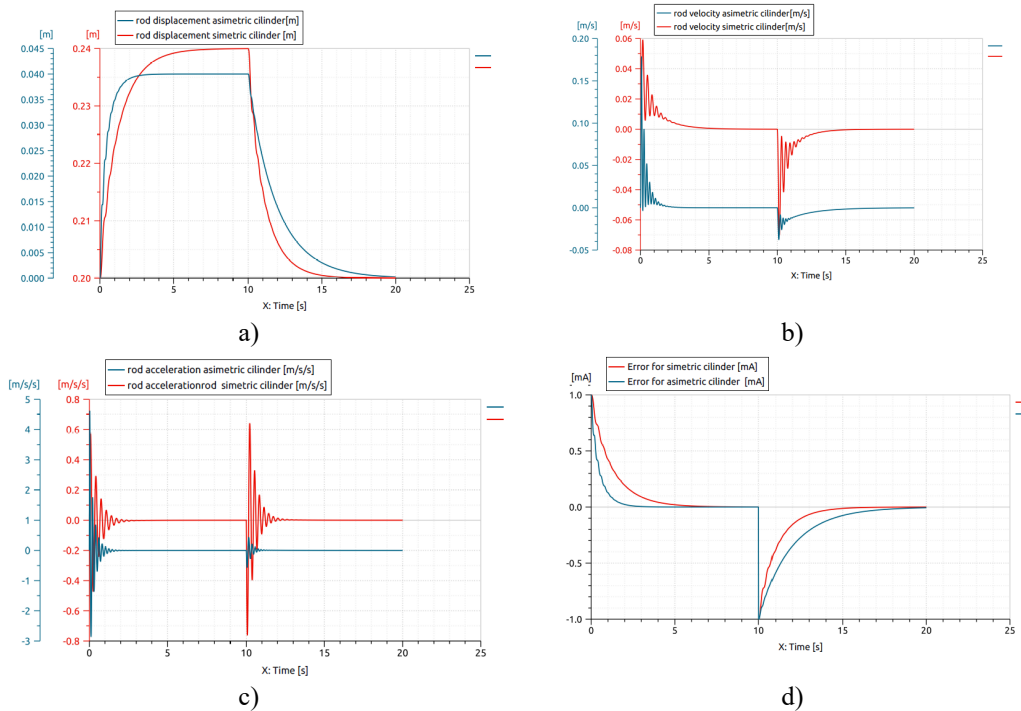 rod displacement asimetric cilinder[m]
rod displacement simetric cilinder [m]
[m] [m]
0.045 0.24
0.040
0.035 0.23
0.030
0.025 0.22
0.020
0.015 0.21
0.010
0.005
0.000 0.20
0 5 10 15 20 25
X: Time [s]
a)
rod velocity asimetric cilinder[m/s]
rod velocity simetric cilinder[m/s]
[m/s] [m/s]
0.20 0.06
0.04
0.15
0.02
0.10 0.00
-0.02
0.05
-0.04
0.00
-0.06
-0.05 -0.08
0 5 10 15 20 25
X: Time [s]
b)
rod acceleration asimetric cilinder [m/s/s]
rod accelerationrod simetric cilinder [m/s/s]
[m/s/s] [m/s/s]
5 0.8
4 0.6
3 0.4
2 0.2
1 0.0
0 -0.2
-1 -0.4
-2 -0.6
-3 -0.8
0 5 10 15 20 25
X: Time [s]
c)
Error for simetric cilinder [mA]
Error for asimetric cilinder [mA]
[mA]
1.0
0.5
0.0
-0.5
-1.0
0 5 10 15 20 25
X: Time [s]
d)